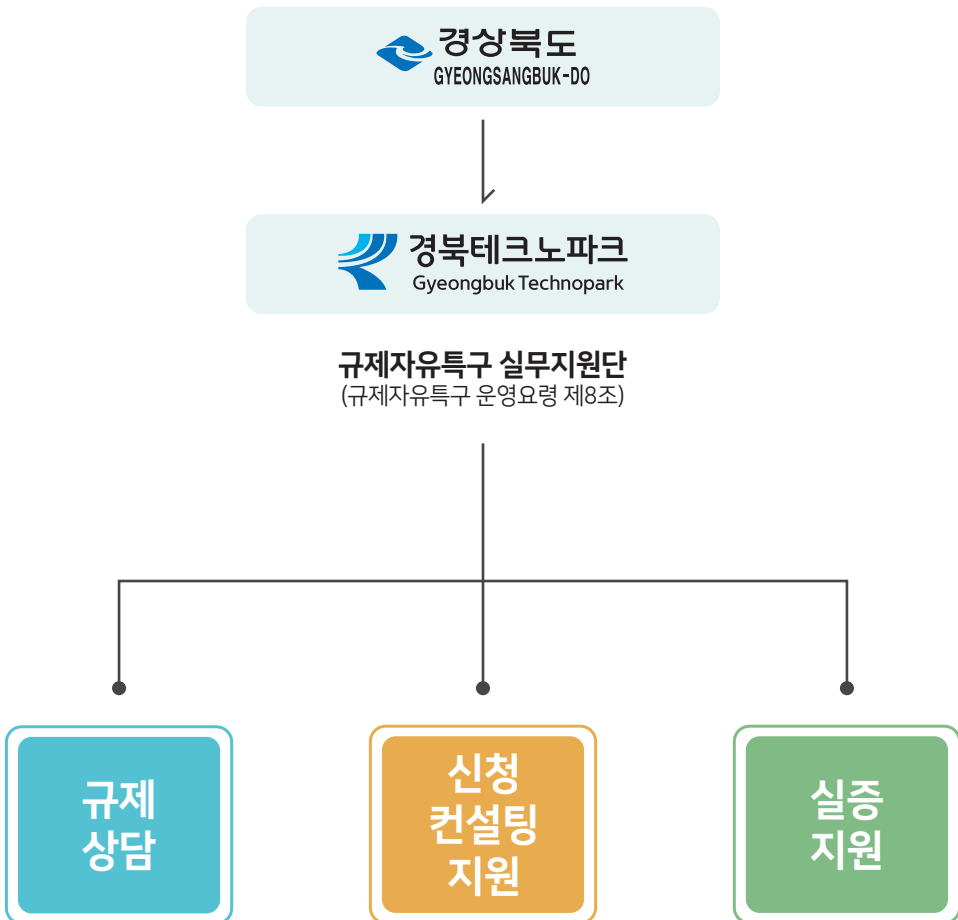 경상북도
GYEONGSANGBUK-DO
경북테크노파크
Gyeongbuk Technopark
규제자유특구 실무지원단
(규제자유특구 운영요령 제8조)
규제
상담
신청
컨설팅
지원
실증
지원